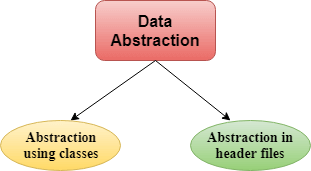 Data
Abstraction
Abstraction
using classes
Abstraction in
header files